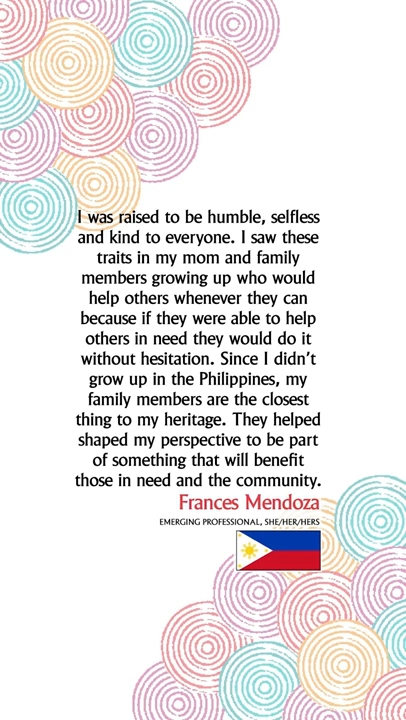 I was raised to be humble, selfless
and kind to everyone. I saw these
traits in my mom and family
members growing up who would
help others whenever they can
because if they were able to help
others in need they would do it
without hesitation. Since I didn't
grow up in the Philippines, my
family members are the closest
thing to my heritage. They helped
shaped my perspective to be part
of something that will benefit
those in need and the community.
Frances Mendoza
EMERGING PROFESSIONAL, SHE/HER/HERS